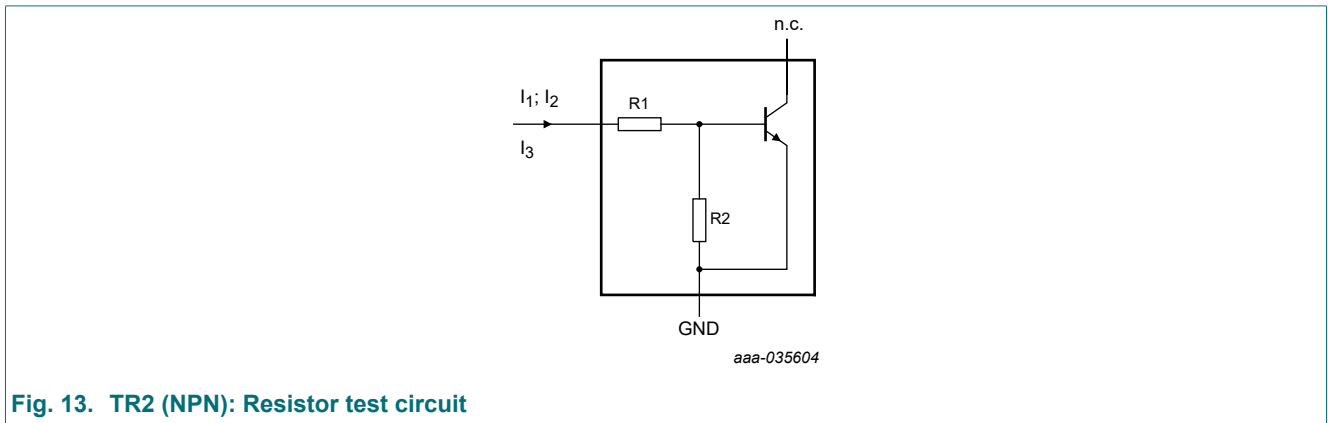 n.c.
I1; I2
R1
I3
R2
GND
aaa-035604
Fig. 13. TR2 (NPN): Resistor test circuit